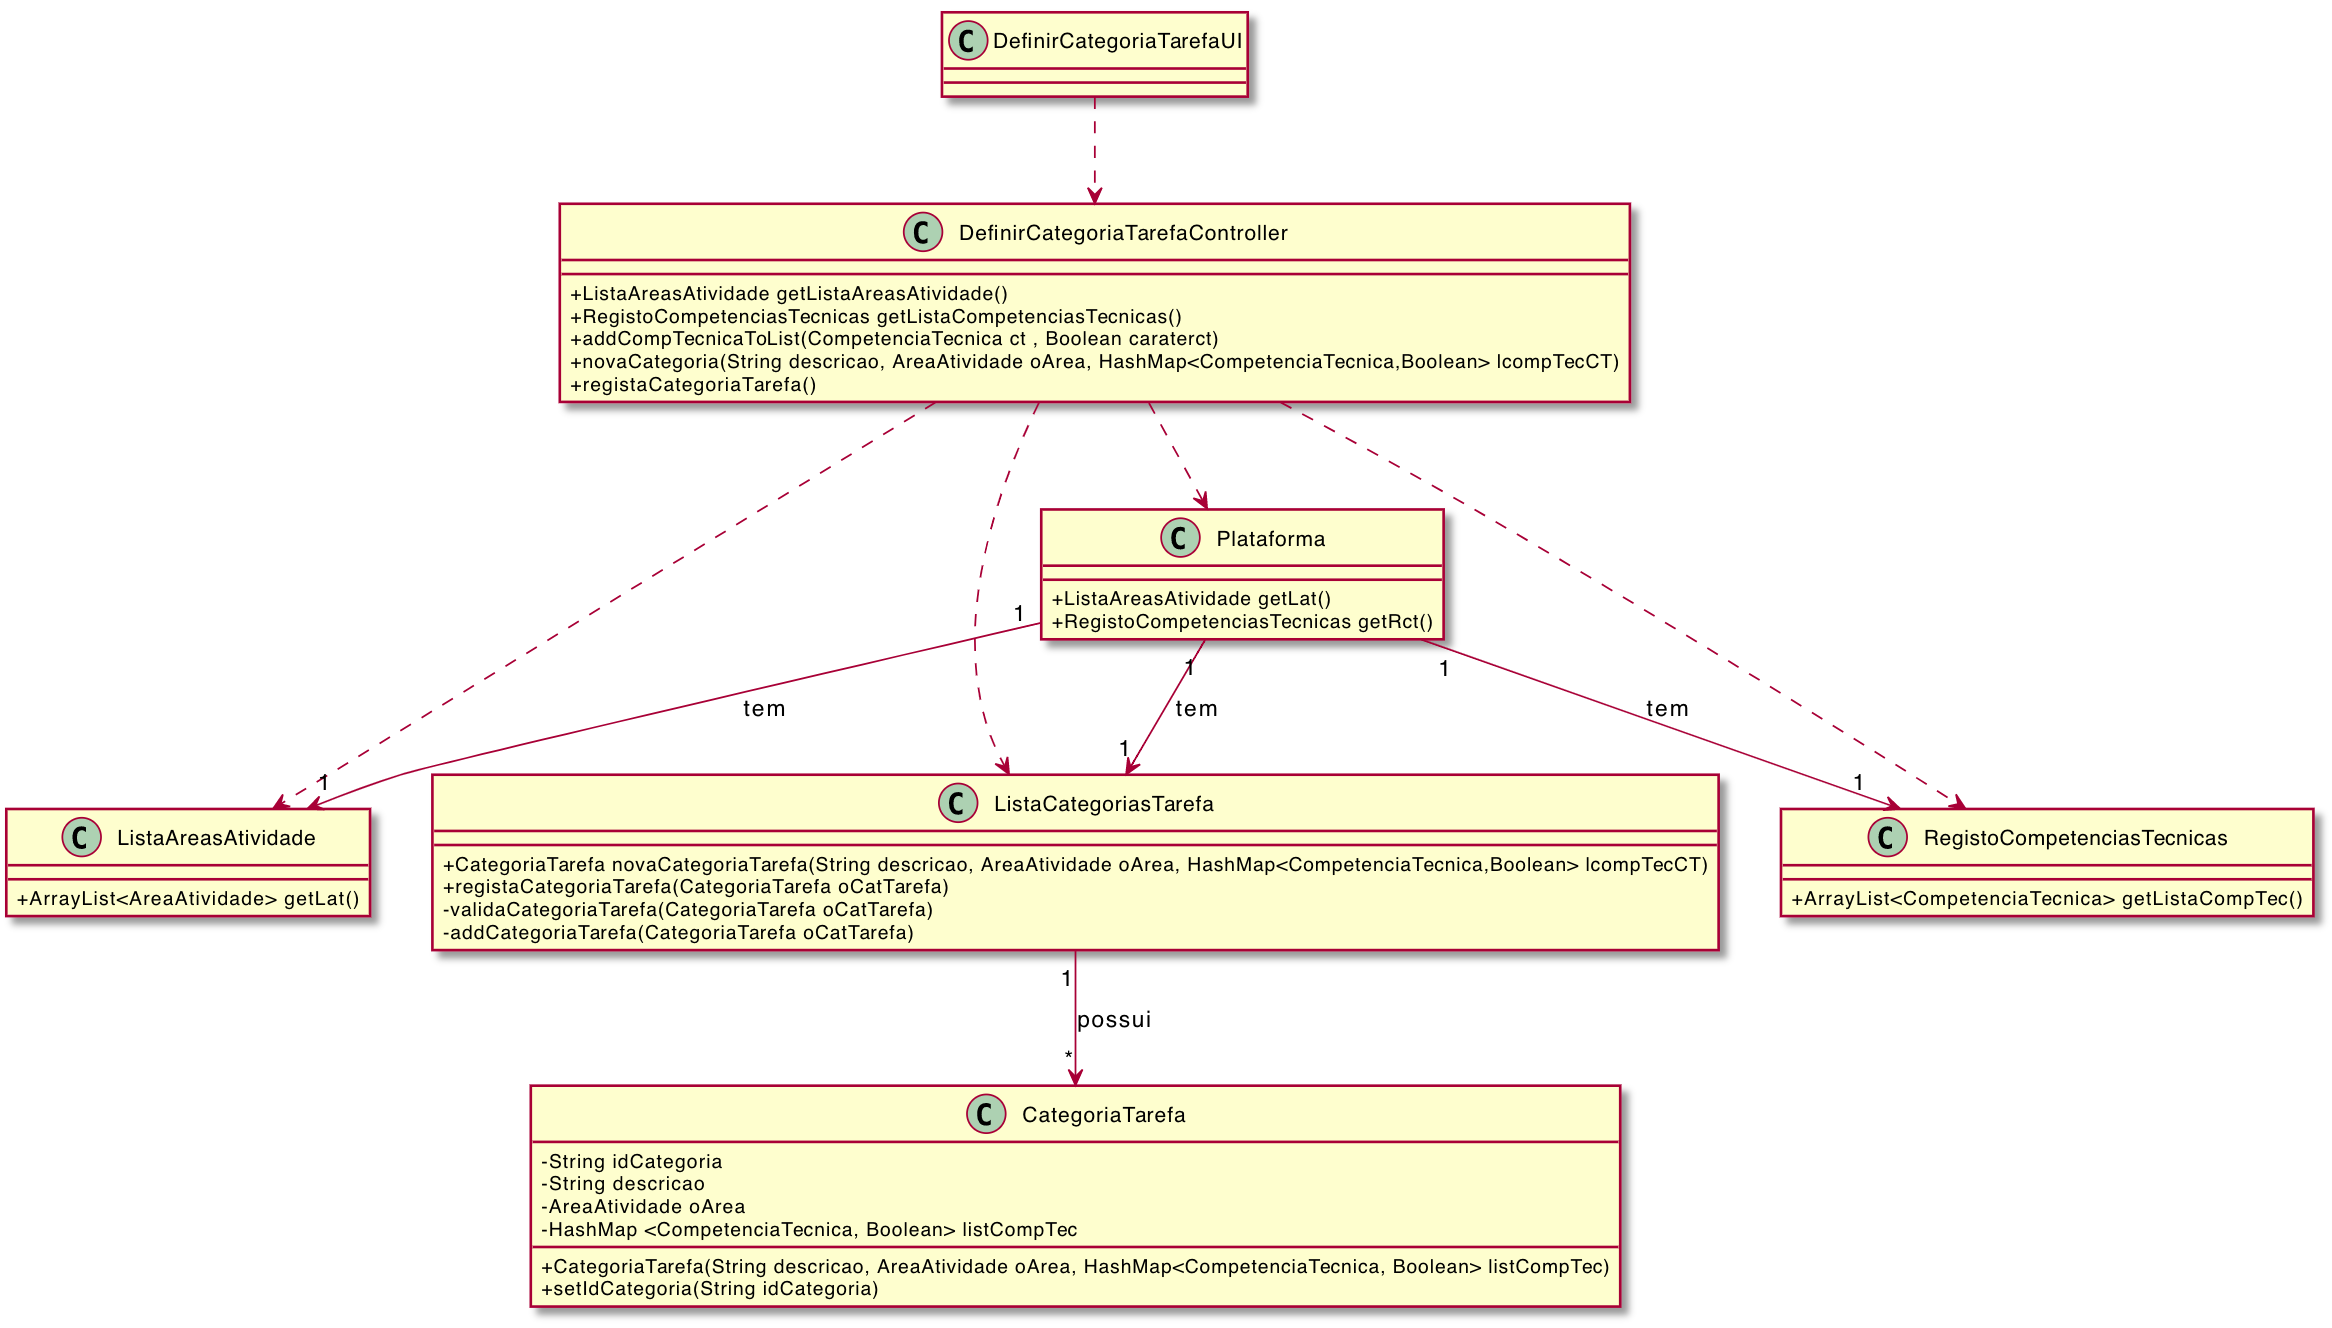 C DefinirCategoriaTarefaUI
C DefinirCategoriaTarefaController
+ListaAreasAtividade getListaAreasAtividade()
+RegistoCompetenciasTecnicas getListaCompetenciasTecnicas()
+addCompTecnicaToList(CompetenciaTecnica ct , Boolean caraterct)
+novaCategoria(String descricao, AreaAtividade oArea, HashMap<CompetenciaTecnica,Boolean> lcompTecCT)
+registaCategoriaTarefa()
C Plataforma
+ListaAreasAtividade getLat()
+RegistoCompetenciasTecnicas getRct()
1
1
1
tem
tem
tem
1
1
1
C ListaAreasAtividade
+ArrayList<AreaAtividade> getLat()
C ListaCategoriasTarefa
+CategoriaTarefa novaCategoriaTarefa(String descricao, AreaAtividade oArea, HashMap<CompetenciaTecnica,Boolean> lcompTecCT)
+registaCategoriaTarefa(CategoriaTarefa oCatTarefa)
-validaCategoriaTarefa(CategoriaTarefa oCatTarefa)
-addCategoriaTarefa(CategoriaTarefa oCatTarefa)
C RegistoCompetenciasTecnicas
+ArrayList<CompetenciaTecnica> getListaCompTec()
1
possui
*
C CategoriaTarefa
-String idCategoria
-String descricao
-AreaAtividade oArea
-HashMap <CompetenciaTecnica, Boolean> listCompTec
+CategoriaTarefa(String descricao, AreaAtividade oArea, HashMap<CompetenciaTecnica, Boolean> listCompTec)
+setIdCategoria(String idCategoria)